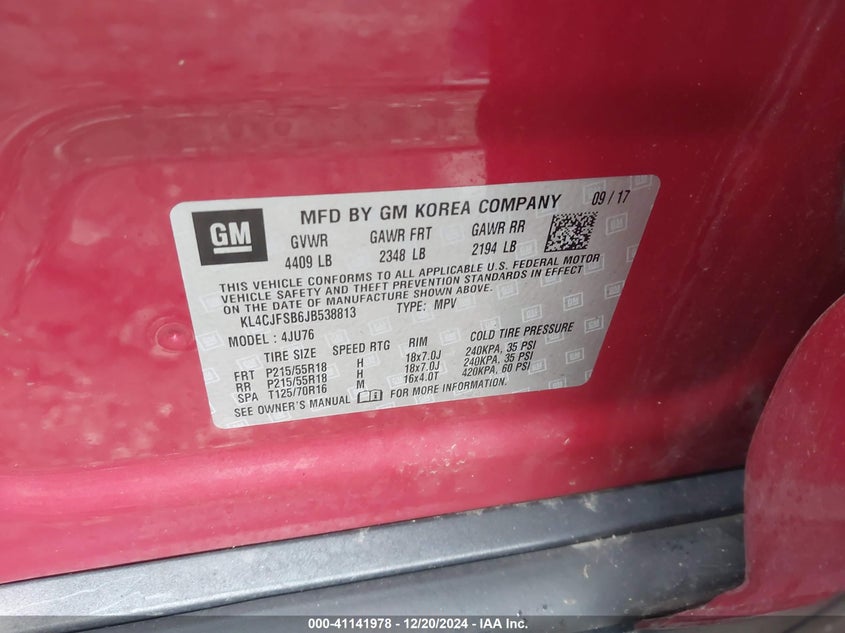 GM
MFD BY GM KOREA COMPANY 09 / 17
GVWR GAWR FRT GAWR RR
4409 LB 2348 LB 2194 LB
THIS VEHICLE CONFORMS TO ALL APPLICABLE U.S. FEDERAL MOTOR
VEHICLE SAFETY AND THEFT PREVENTION STANDARDS IN EFFECT
ON THE DATE OF MANUFACTURE SHOWN ABOVE.
KL4CJFSB6JB538813 TYPE: MPV
MODEL : 4JU76
TIRE SIZE SPEED RTG RIM COLD TIRE PRESSURE
FRT P215/55R18 H 18x7.0J 240KPA, 35 PSI
RR P215/55R18 H 18x7.0J 240KPA, 35 PSI
SPA T125/70R16 M 16x4.0T 420KPA, 60 PSI
SEE OWNER'S MANUAL FOR MORE INFORMATION.
000-41141978 - 12/20/2024 - IAA Inc.